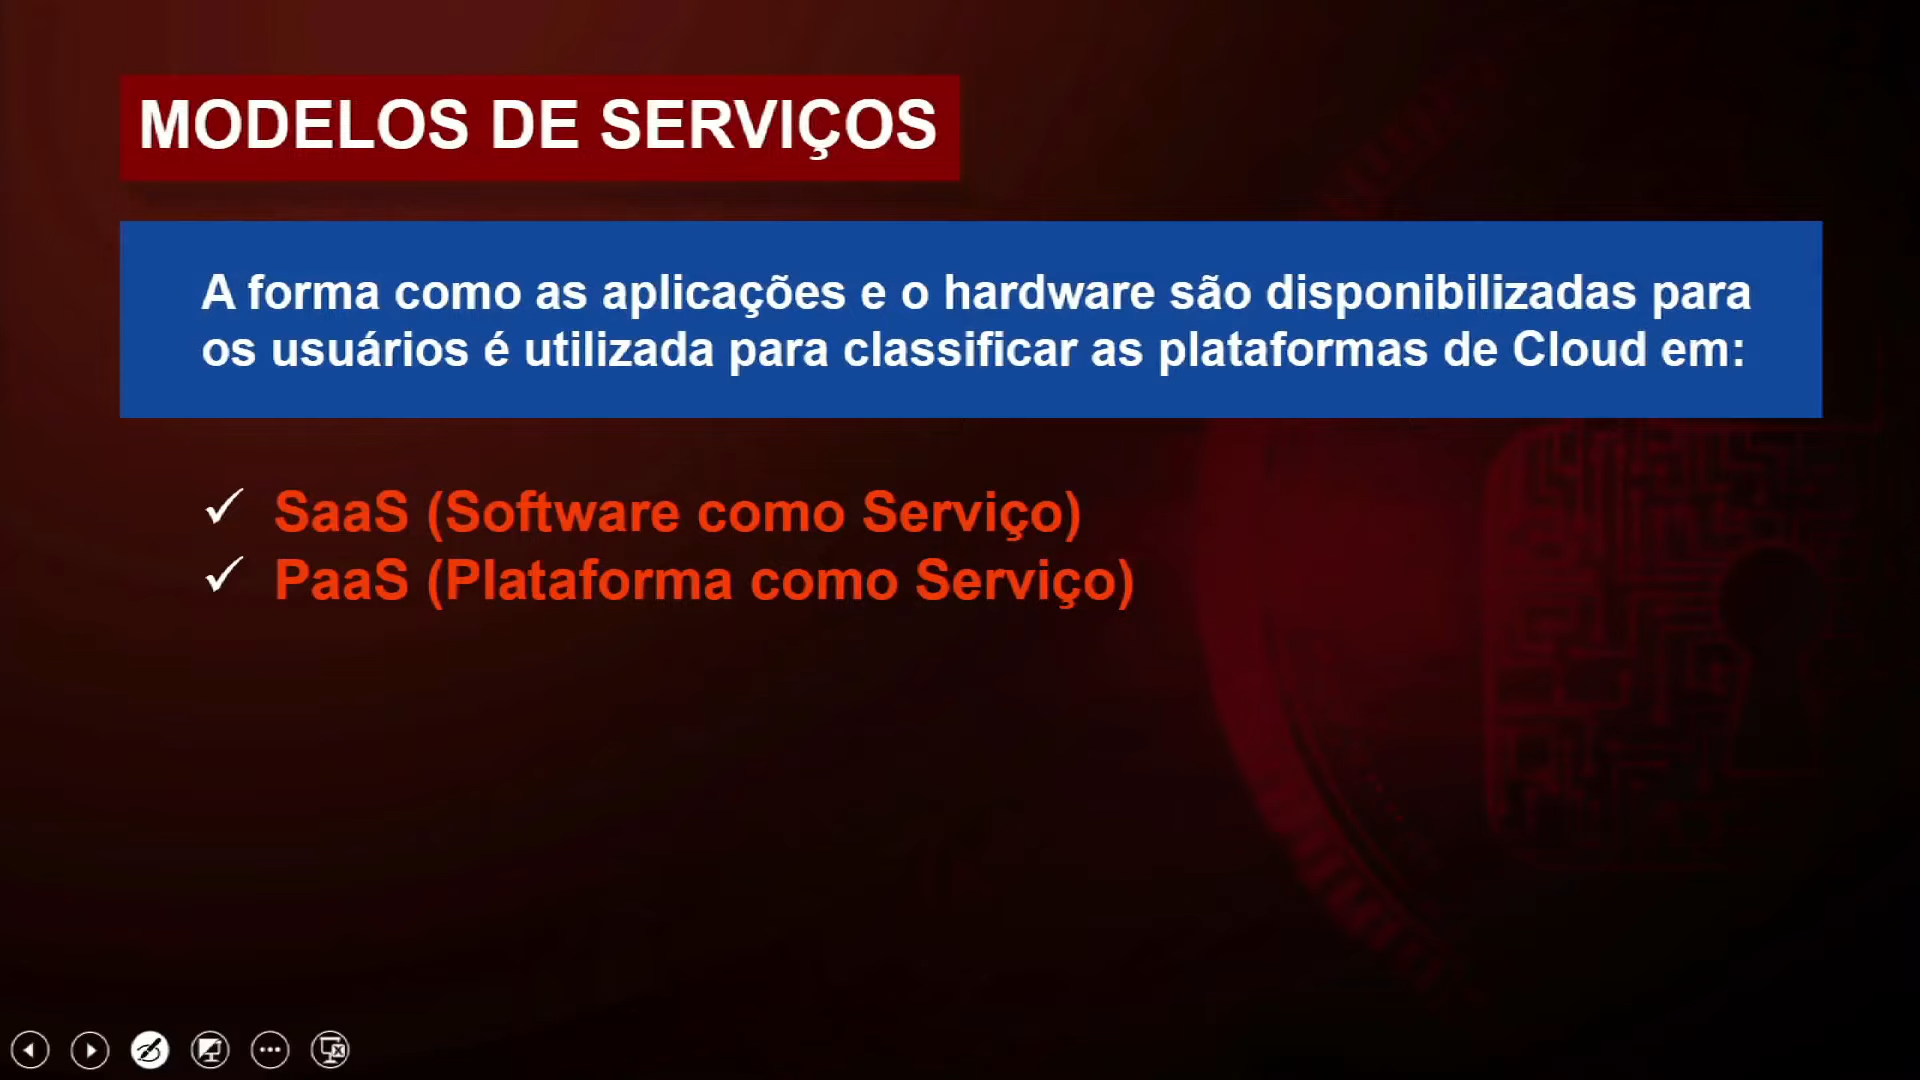 MODELOS DE SERVIÇOS
A forma como as aplicações e o hardware são disponibilizadas para
os usuários é utilizada para classificar as plataformas de Cloud em:
✓ SaaS (Software como Serviço)
✓ PaaS (Plataforma como Serviço)